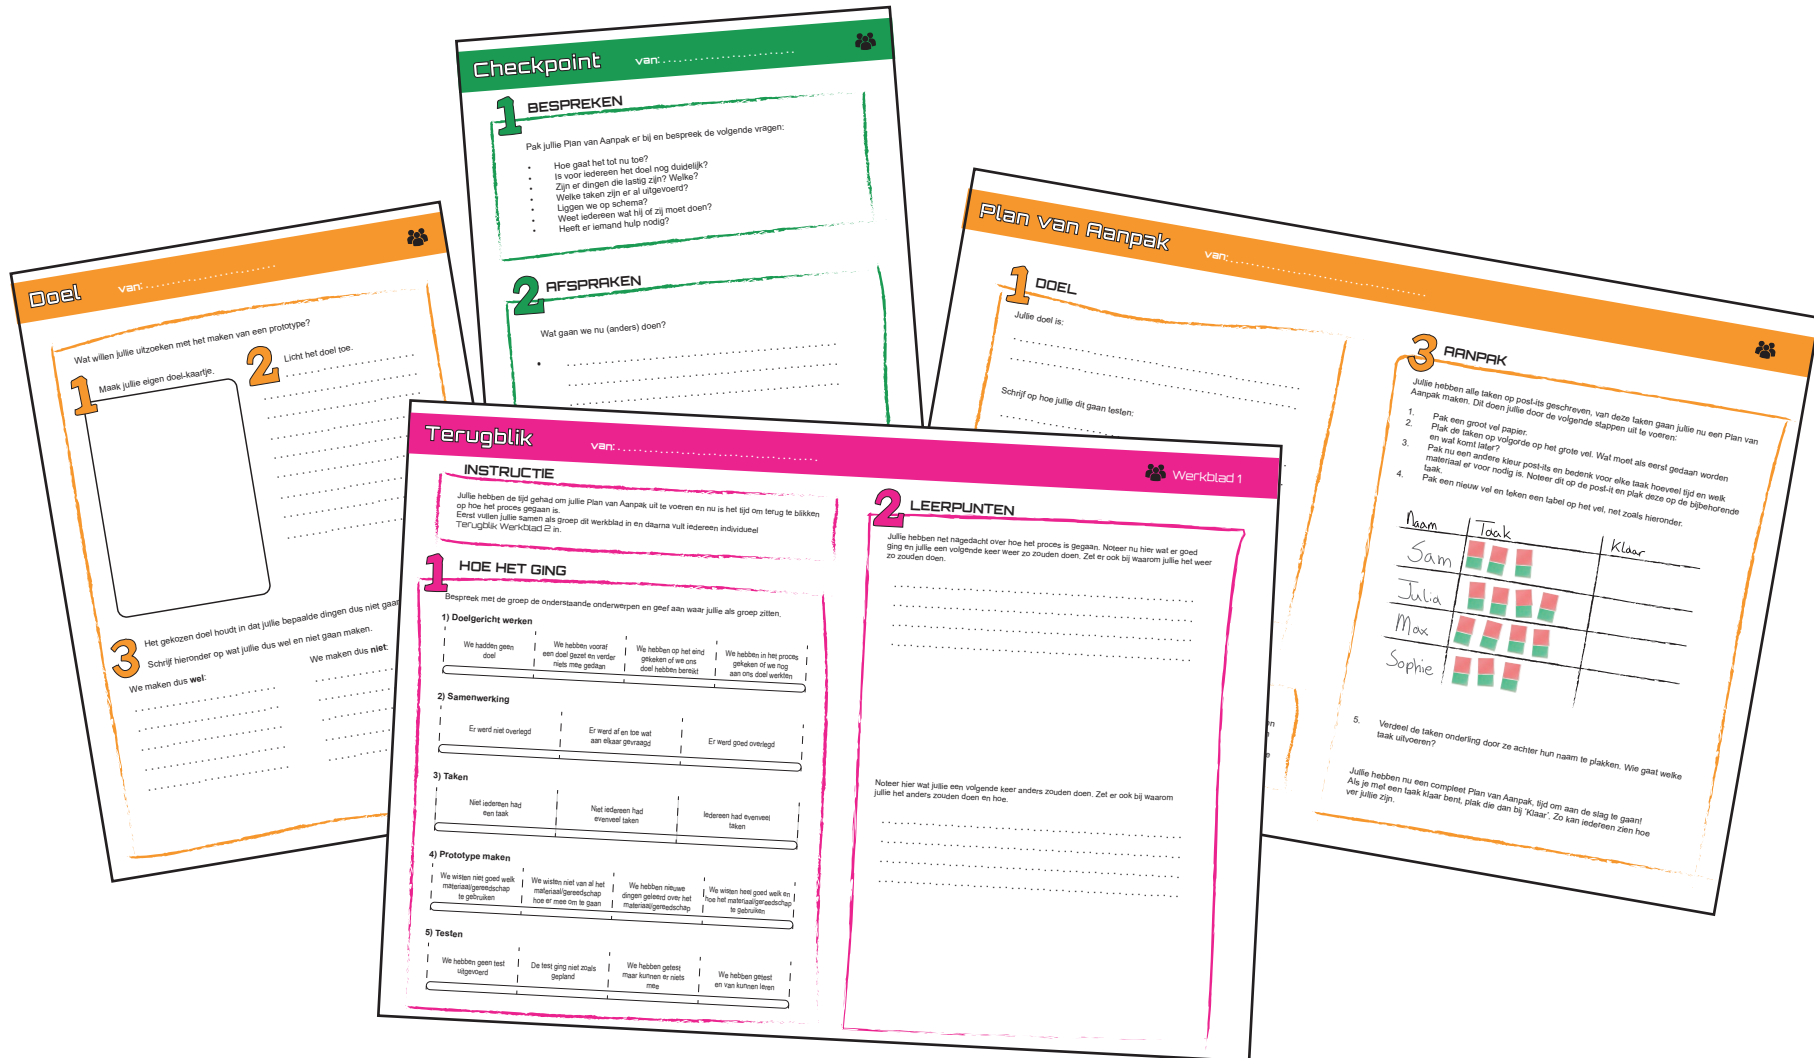 Doel
van:
Wat willen jullie uitzoeken met het maken van een prototype?
1
Maak jullie eigen doel-kaartje.
2
Licht het doel toe.
3
Het gekozen doel houdt in dat jullie bepaalde dingen dus niet gaan
Schrijf hieronder op wat jullie dus wel en niet gaan maken.
We maken dus wel:
We maken dus niet:
Checkpoint
van:
1
BESPREKEN
Pak jullie Plan van Aanpak er bij en bespreek de volgende vragen:
• Hoe gaat het tot nu toe?
• Is voor iedereen het doel nog duidelijk?
• Zijn er dingen die lastig zijn? Welke?
• Welke taken zijn er al uitgevoerd?
• Liggen we op schema?
• Weet iedereen wat hij of zij moet doen?
• Heeft er iemand hulp nodig?
2
AFSPRAKEN
Wat gaan we nu (anders) doen?
•
Plan van Aanpak
van:
1
DOEL
Jullie doel is:
Schrijf op hoe jullie dit gaan testen:
3
AANPAK
Jullie hebben alle taken op post-its geschreven, van deze taken gaan jullie nu een Plan van
Aanpak maken. Dit doen jullie door de volgende stappen uit te voeren:
1. Pak een groot vel papier.
2. Plak de taken op volgorde op het grote vel. Wat moet als eerst gedaan worden
en wat komt later?
3. Pak nu een andere kleur post-its en bedenk voor elke taak hoeveel tijd en welk
materiaal er voor nodig is. Noteer dit op de post-it en plak deze op de bijbehorende
taak.
4. Pak een nieuw vel en teken een tabel op het vel, net zoals hieronder.
Naam Taak Klaar
Sam
Julia
Max
Sophie
5. Verdeel de taken onderling door ze achter hun naam te plakken. Wie gaat welke
taak uitvoeren?
Jullie hebben nu een compleet Plan van Aanpak, tijd om aan de slag te gaan!
Als je met een taak klaar bent, plak die dan bij 'Klaar'. Zo kan iedereen zien hoe
ver jullie zijn.
Terugblik
van:
Werkblad 1
INSTRUCTIE
Jullie hebben de tijd gehad om jullie Plan van Aanpak uit te voeren en nu is het tijd om terug te blikken
op hoe het proces gegaan is.
Eerst vullen jullie samen als groep dit werkblad in en daarna vult iedereen individueel
Terugblik Werkblad 2 in.
1
HOE HET GING
Bespreek met de groep de onderstaande onderwerpen en geef aan waar jullie als groep zitten.
1) Doelgericht werken
We hadden geen
doel
We hebben vooraf
een doel gezet en verder
niets mee gedaan
We hebben op het eind
gekeken of we ons
doel hebben bereikt
We hebben in het proces
gekeken of we nog
aan ons doel werkten
2) Samenwerking
Er werd niet overlegd
Er werd af en toe wat
aan elkaar gevraagd
Er werd goed overlegd
3) Taken
Niet iedereen had
een taak
Niet iedereen had
evenveel taken
Iedereen had evenveel
taken
4) Prototype maken
We wisten niet goed welk
materiaal/gereedschap
te gebruiken
We wisten niet van al het
materiaal/gereedschap
hoe er mee om te gaan
We hebben nieuwe
dingen geleerd over het
materiaal/gereedschap
We wisten heel goed welk en
hoe het materiaal/gereedschap
te gebruiken
5) Testen
We hebben geen test
uitgevoerd
De test ging niet zoals
gepland
We hebben getest
maar kunnen er niets
mee
We hebben getest
en van kunnen leren
2
LEERPUNTEN
Jullie hebben net nagedacht over hoe het proces is gegaan. Noteer nu hier wat er goed
ging en jullie een volgende keer weer zo zouden doen. Zet er ook bij waarom jullie het weer
zo zouden doen.
Noteer hier wat jullie een volgende keer anders zouden doen. Zet er ook bij waarom
jullie het anders zouden doen en hoe.